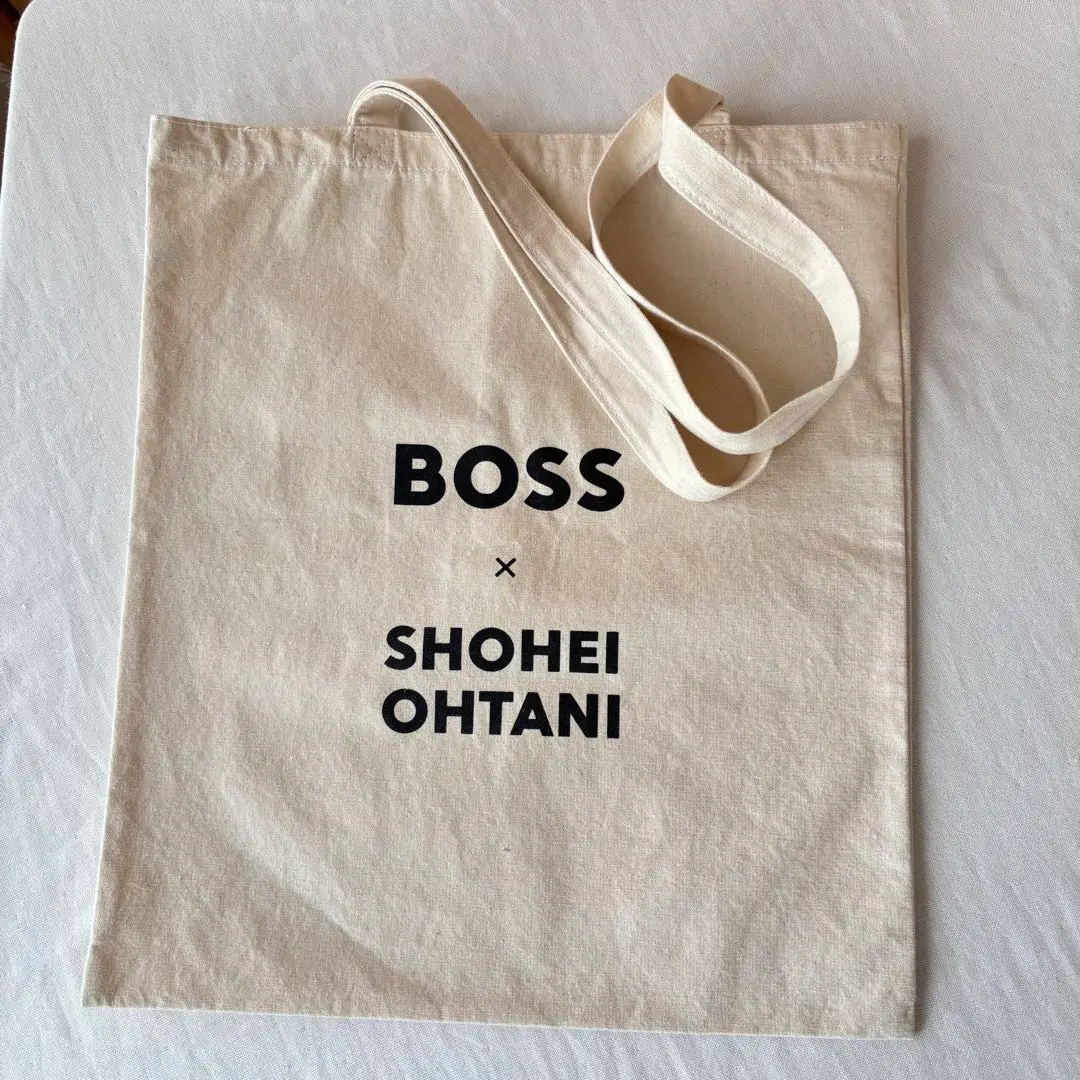 BOSS
×
SHOHEI
OHTANI